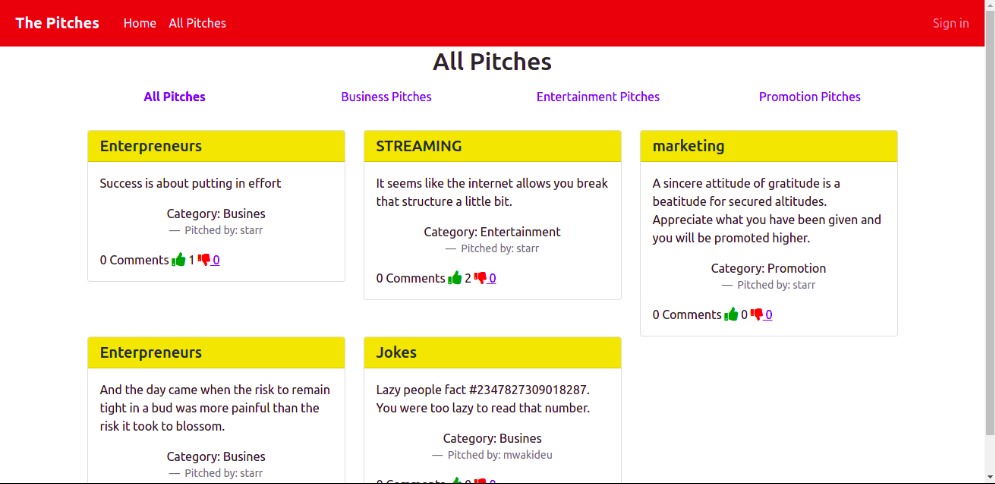 The Pitches Home All Pitches Sign in
All Pitches
All Pitches Business Pitches Entertainment Pitches Promotion Pitches
Enterpreneurs
Success is about putting in effort
Category: Busines
— Pitched by: starr
0 Comments 1 0
STREAMING
It seems like the internet allows you break
that structure a little bit.
Category: Entertainment
— Pitched by: starr
0 Comments 2 0
marketing
A sincere attitude of gratitude is a
beatitude for secured altitudes.
Appreciate what you have been given and
you will be promoted higher.
Category: Promotion
— Pitched by: starr
0 Comments 0 0
Enterpreneurs
And the day came when the risk to remain
tight in a bud was more painful than the
risk it took to blossom.
Category: Busines
— Pitched by: starr
Jokes
Lazy people fact #2347827309018287.
You were too lazy to read that number.
Category: Busines
— Pitched by: mwakideu
0 Comments 0 0